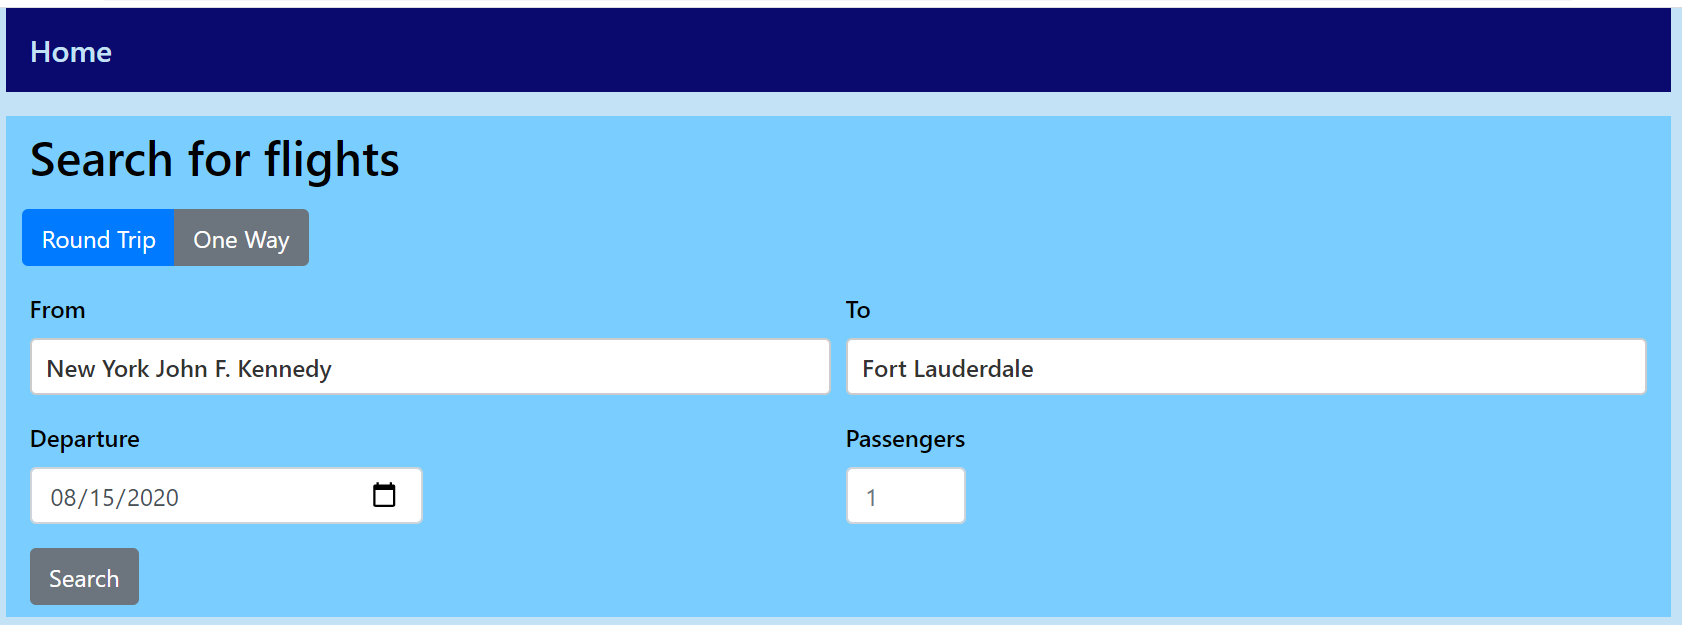 Home
Search for flights
Round Trip One Way
From To
New York John F. Kennedy Fort Lauderdale
Departure Passengers
08/15/2020 1
Search